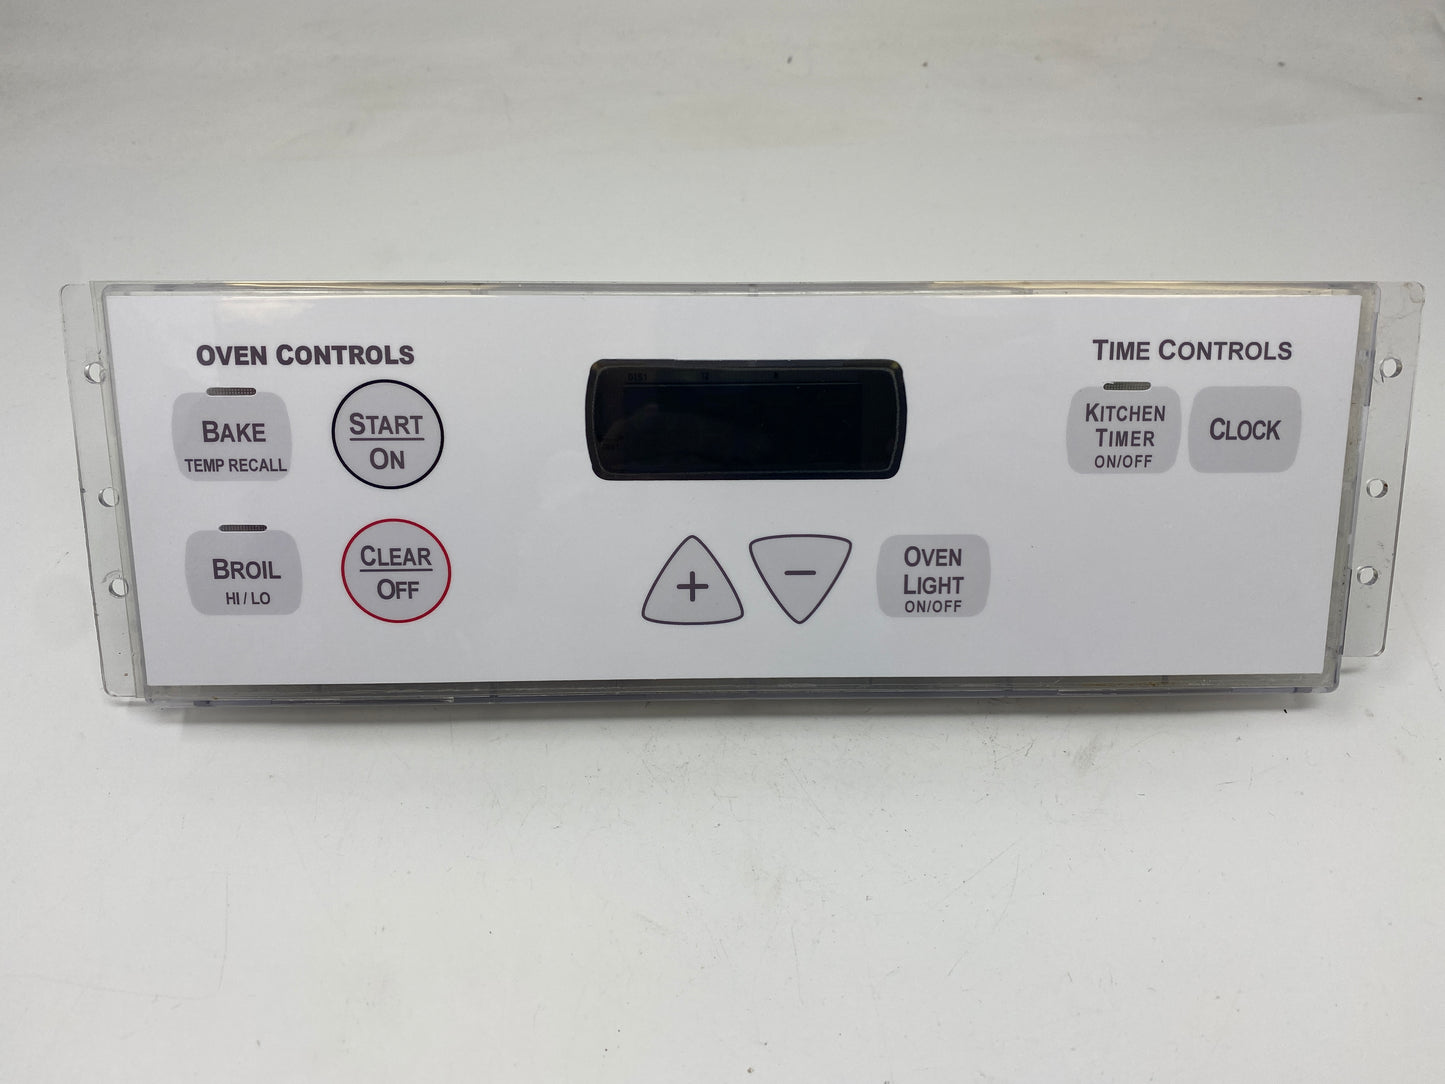 OVEN CONTROLS
BAKE
TEMP RECALL
START
ON
BROIL
HI / LO
CLEAR
OFF
+
−
OVEN
LIGHT
ON/OFF
TIME CONTROLS
KITCHEN
TIMER
ON/OFF
CLOCK